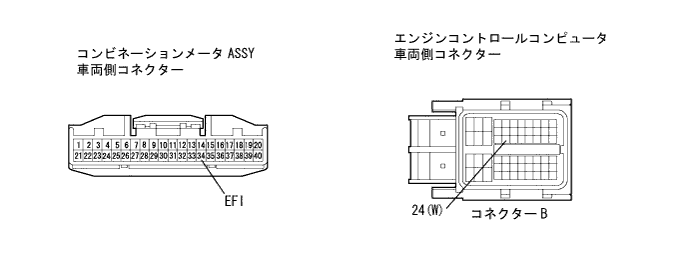 コンビネーションメータ ASSY
車両側コネクター
エンジンコントロールコンピュータ
車両側コネクター
1 2 3 4 5 6 7 8 9 10 11 12 13 14 15 16 17 18 19 20
21 22 23 24 25 26 27 28 29 30 31 32 33 34 35 36 37 38 39 40
EFI
24(W)
コネクターB